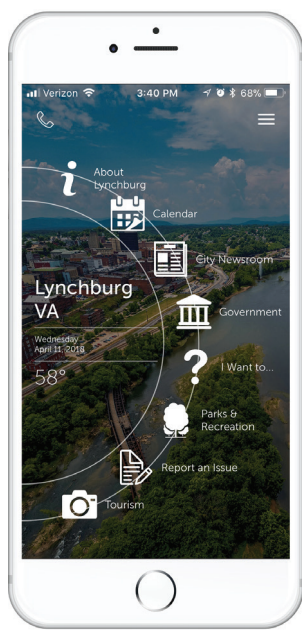 Verizon 3:40 PM 68%
About
Lynchburg
Calendar
City Newsroom
Lynchburg
VA
Government
Wednesday
April 11, 2018
I Want to...
58°
Parks &
Recreation
Report an Issue
Tourism